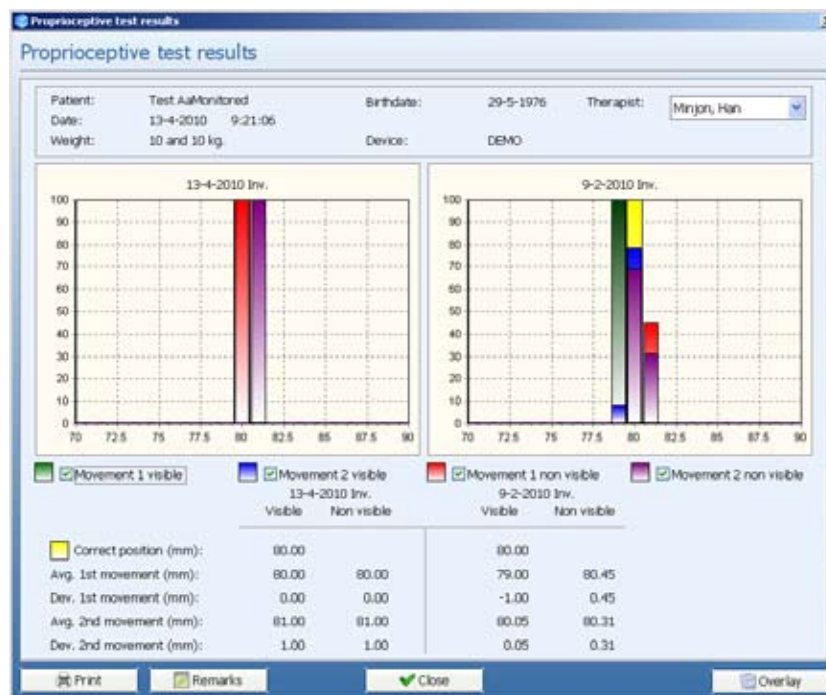 Proprioceptive test results
Proprioceptive test results
Patient: Test AaMonitored Birthdate: 29-5-1976 Therapist: Minjon, Han
Date: 13-4-2010 9:21:06
Weight: 10 and 10 kg. Device: DEMO
13-4-2010 Inv. 9-2-2010 Inv.
100 100
90 90
80 80
70 70
60 60
50 50
40 40
30 30
20 20
10 10
0 0
70 72.5 75 77.5 80 82.5 85 87.5 90 70 72.5 75 77.5 80 82.5 85 87.5 90
Movement 1 visible Movement 2 visible Movement 1 non visible Movement 2 non visible
13-4-2010 Inv. 9-2-2010 Inv.
Visible Non visible Visible Non visible
Correct position (mm): 80.00 80.00
Avg. 1st movement (mm): 80.00 80.00 79.00 80.45
Dev. 1st movement (mm): 0.00 0.00 -1.00 0.45
Avg. 2nd movement (mm): 81.00 81.00 80.05 80.31
Dev. 2nd movement (mm): 1.00 1.00 0.05 0.31
Print Remarks Close Overlay